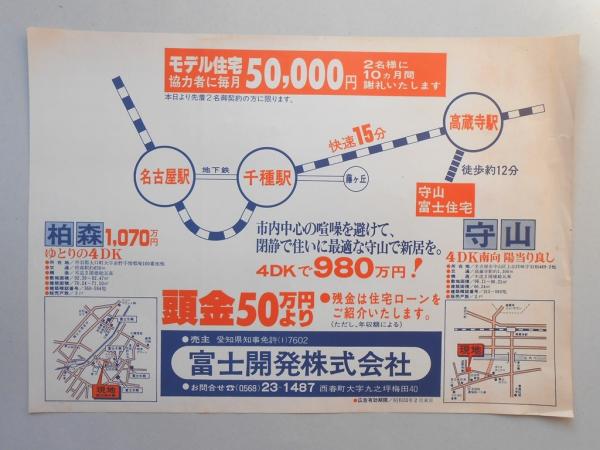 モデル住宅
協力者に毎月
50,000円
2名様に
10ヵ月間
謝礼いたします
本日より先着2名御契約の方に限ります。
名古屋駅
地下鉄
千種駅
藤ヶ丘
快速15分
高蔵寺駅
徒歩約12分
守山
富士住宅
柏森
1,070万円
ゆとりの4DK
市内中心の喧噪を避けて、
閑静で住いに最適な守山で新居を。
4DKで980万円!
守山
4DK南向 陽当り良し
頭金50万円より
●残金は住宅ローンを
ご紹介いたします。
(ただし、年収額による)
●売主 愛知県知事免許(1)7602
富士開発株式会社
●お問合せ☎(0568)23-1487 西春町大字九之坪梅田40
現地
現地